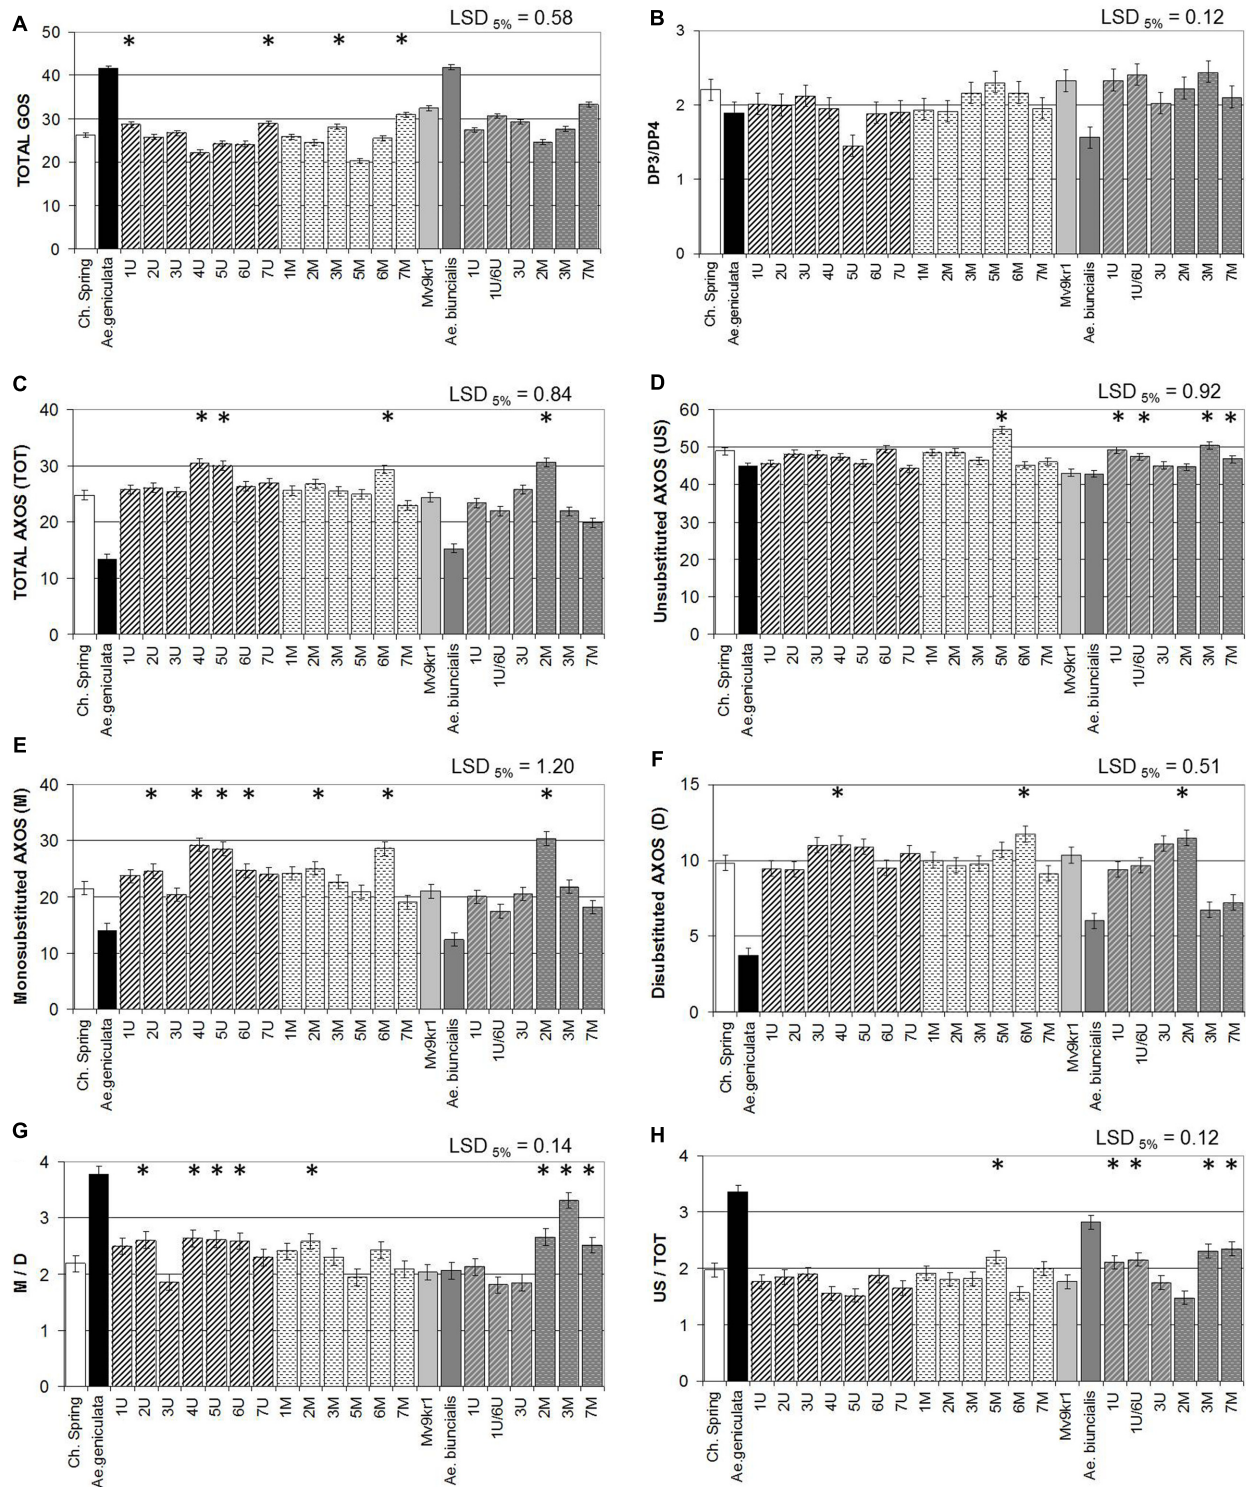 A
LSD 5% = 0.58
TOTAL GOS
50
40
30
20
10
0
* * * *
Ch. Spring Ae.geniculata 1U 2U 3U 4U 5U 6U 7U 1M 2M 3M 5M 6M 7M Mv9kr1 Ae. biuncialis 1U 1U/6U 3U 2M 3M 7M
B
LSD 5% = 0.12
DP3/DP4
3
2
1
0
Ch. Spring Ae.geniculata 1U 2U 3U 4U 5U 6U 7U 1M 2M 3M 5M 6M 7M Mv9kr1 Ae. biuncialis 1U 1U/6U 3U 2M 3M 7M
C
LSD 5% = 0.84
TOTAL AXOS (TOT)
40
30
20
10
0
* * * *
Ch. Spring Ae.geniculata 1U 2U 3U 4U 5U 6U 7U 1M 2M 3M 5M 6M 7M Mv9kr1 Ae. biuncialis 1U 1U/6U 3U 2M 3M 7M
D
LSD 5% = 0.92
Unsubstituted AXOS (US)
60
50
40
30
20
10
0
* * * * *
Ch. Spring Ae.geniculata 1U 2U 3U 4U 5U 6U 7U 1M 2M 3M 5M 6M 7M Mv9kr1 Ae. biuncialis 1U 1U/6U 3U 2M 3M 7M
E
LSD 5% = 1.20
Monosubstituted AXOS (M)
40
30
20
10
0
* * * * * * *
Ch. Spring Ae.geniculata 1U 2U 3U 4U 5U 6U 7U 1M 2M 3M 5M 6M 7M Mv9kr1 Ae. biuncialis 1U 1U/6U 3U 2M 3M 7M
F
LSD 5% = 0.51
Disubstituted AXOS (D)
15
10
5
0
* * *
Ch. Spring Ae.geniculata 1U 2U 3U 4U 5U 6U 7U 1M 2M 3M 5M 6M 7M Mv9kr1 Ae. biuncialis 1U 1U/6U 3U 2M 3M 7M
G
LSD 5% = 0.14
M / D
4
3
2
1
0
* * * * * * * *
Ch. Spring Ae.geniculata 1U 2U 3U 4U 5U 6U 7U 1M 2M 3M 5M 6M 7M Mv9kr1 Ae. biuncialis 1U 1U/6U 3U 2M 3M 7M
H
LSD 5% = 0.12
US / TOT
4
3
2
1
0
* * * * *
Ch. Spring Ae.geniculata 1U 2U 3U 4U 5U 6U 7U 1M 2M 3M 5M 6M 7M Mv9kr1 Ae. biuncialis 1U 1U/6U 3U 2M 3M 7M